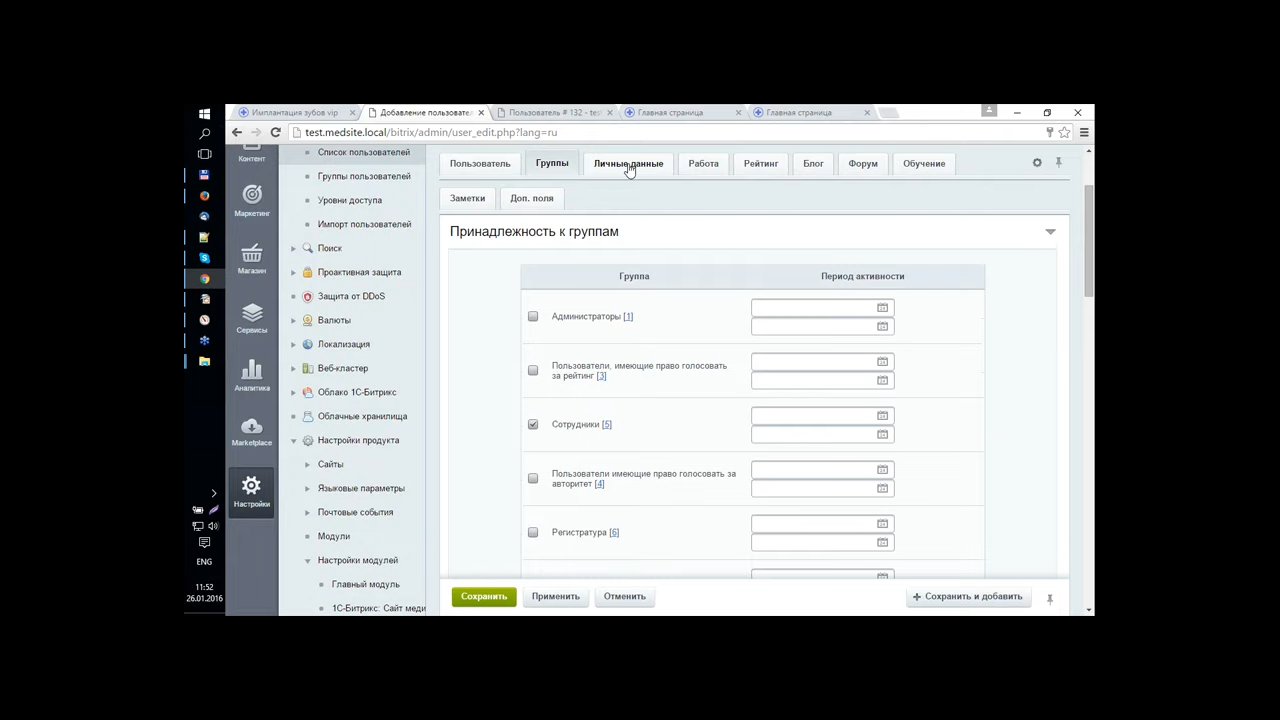 Имплантация зубов vip
Добавление пользовате
Пользователь # 132 - tes
Главная страница
Главная страница
test.medsite.local/bitrix/admin/user_edit.php?lang=ru
Контент
Маркетинг
Магазин
Сервисы
Аналитика
Marketplace
Настройки
ENG
11:52
26.01.2016
Список пользователей
Группы пользователей
Уровни доступа
Импорт пользователей
Поиск
Проактивная защита
Защита от DDoS
Валюты
Локализация
Веб-кластер
Облако 1С-Битрикс
Облачные хранилища
Настройки продукта
Сайты
Языковые параметры
Почтовые события
Модули
Настройки модулей
Главный модуль
1С-Битрикс: Сайт меди
Пользователь
Группы
Личные данные
Работа
Рейтинг
Блог
Форум
Обучение
Заметки
Доп. поля
Принадлежность к группам
Группа
Период активности
Администраторы [1]
Пользователи, имеющие право голосовать
за рейтинг [3]
Сотрудники [5]
Пользователи имеющие право голосовать за
авторитет [4]
Регистратура [6]
Сохранить
Применить
Отменить
Сохранить и добавить